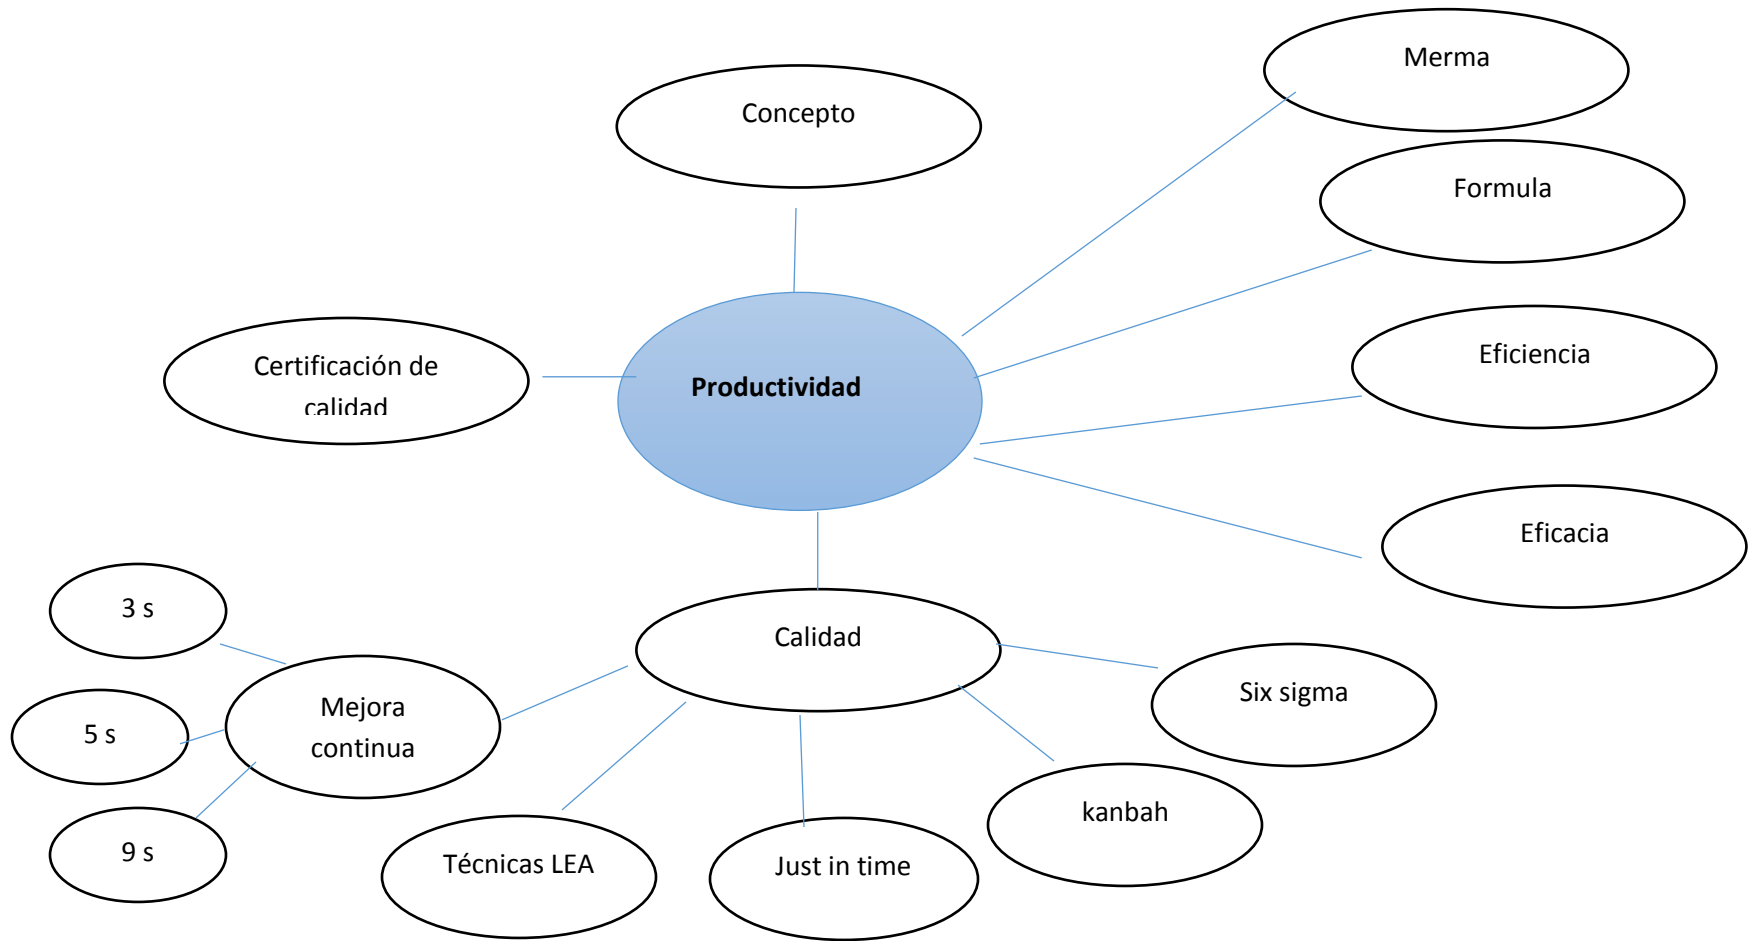 Merma
Concepto
Formula
Eficiencia
Certificación de
calidad
Productividad
Eficacia
3 s
Calidad
Six sigma
Mejora
continua
5 s
kanbah
9 s
Técnicas LEA
Just in time